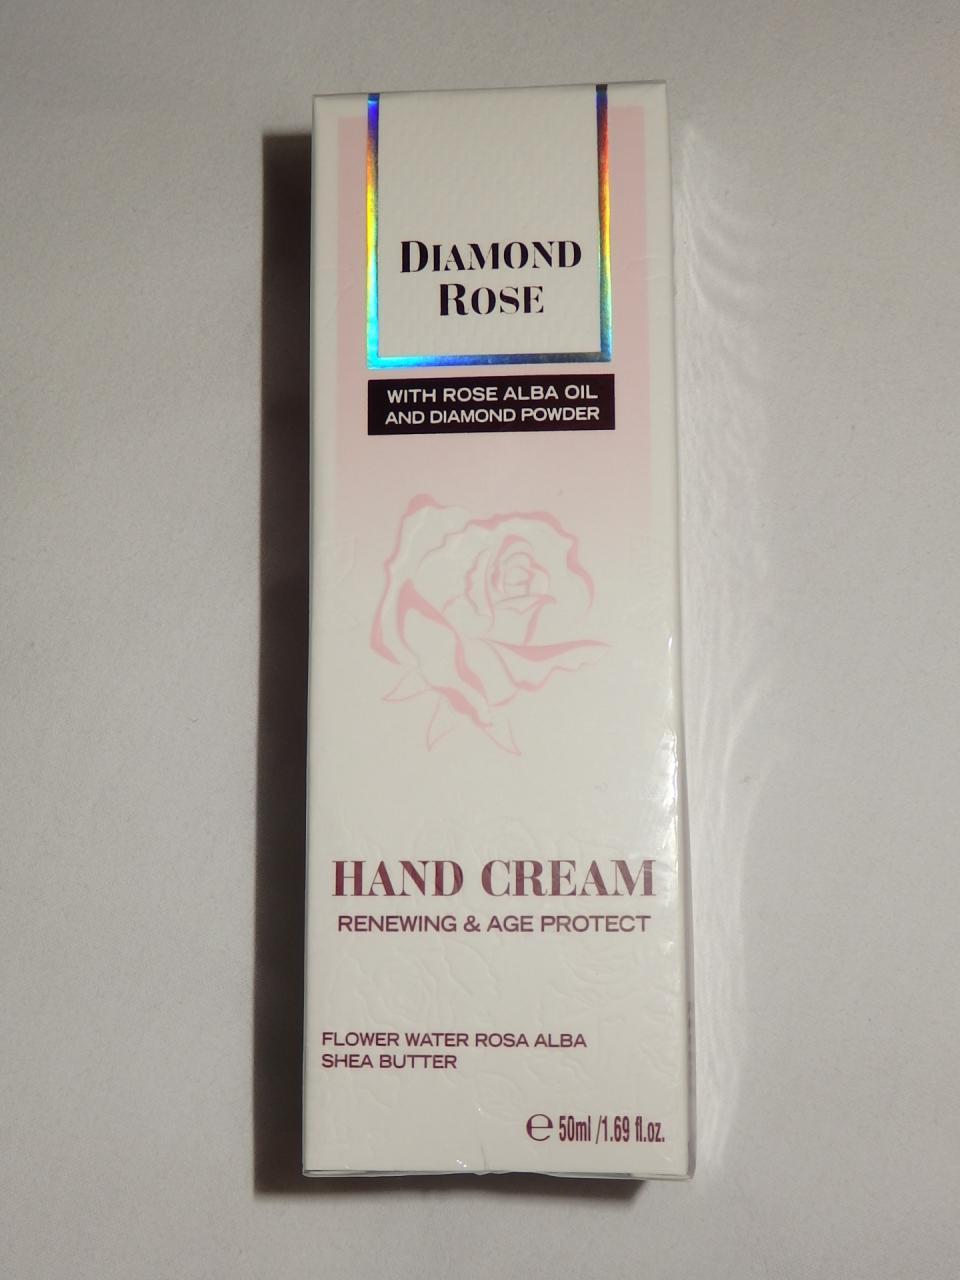 DIAMOND
ROSE
WITH ROSE ALBA OIL
AND DIAMOND POWDER
HAND CREAM
RENEWING & AGE PROTECT
FLOWER WATER ROSA ALBA
SHEA BUTTER
℮ 50ml /1.69 fl.oz.